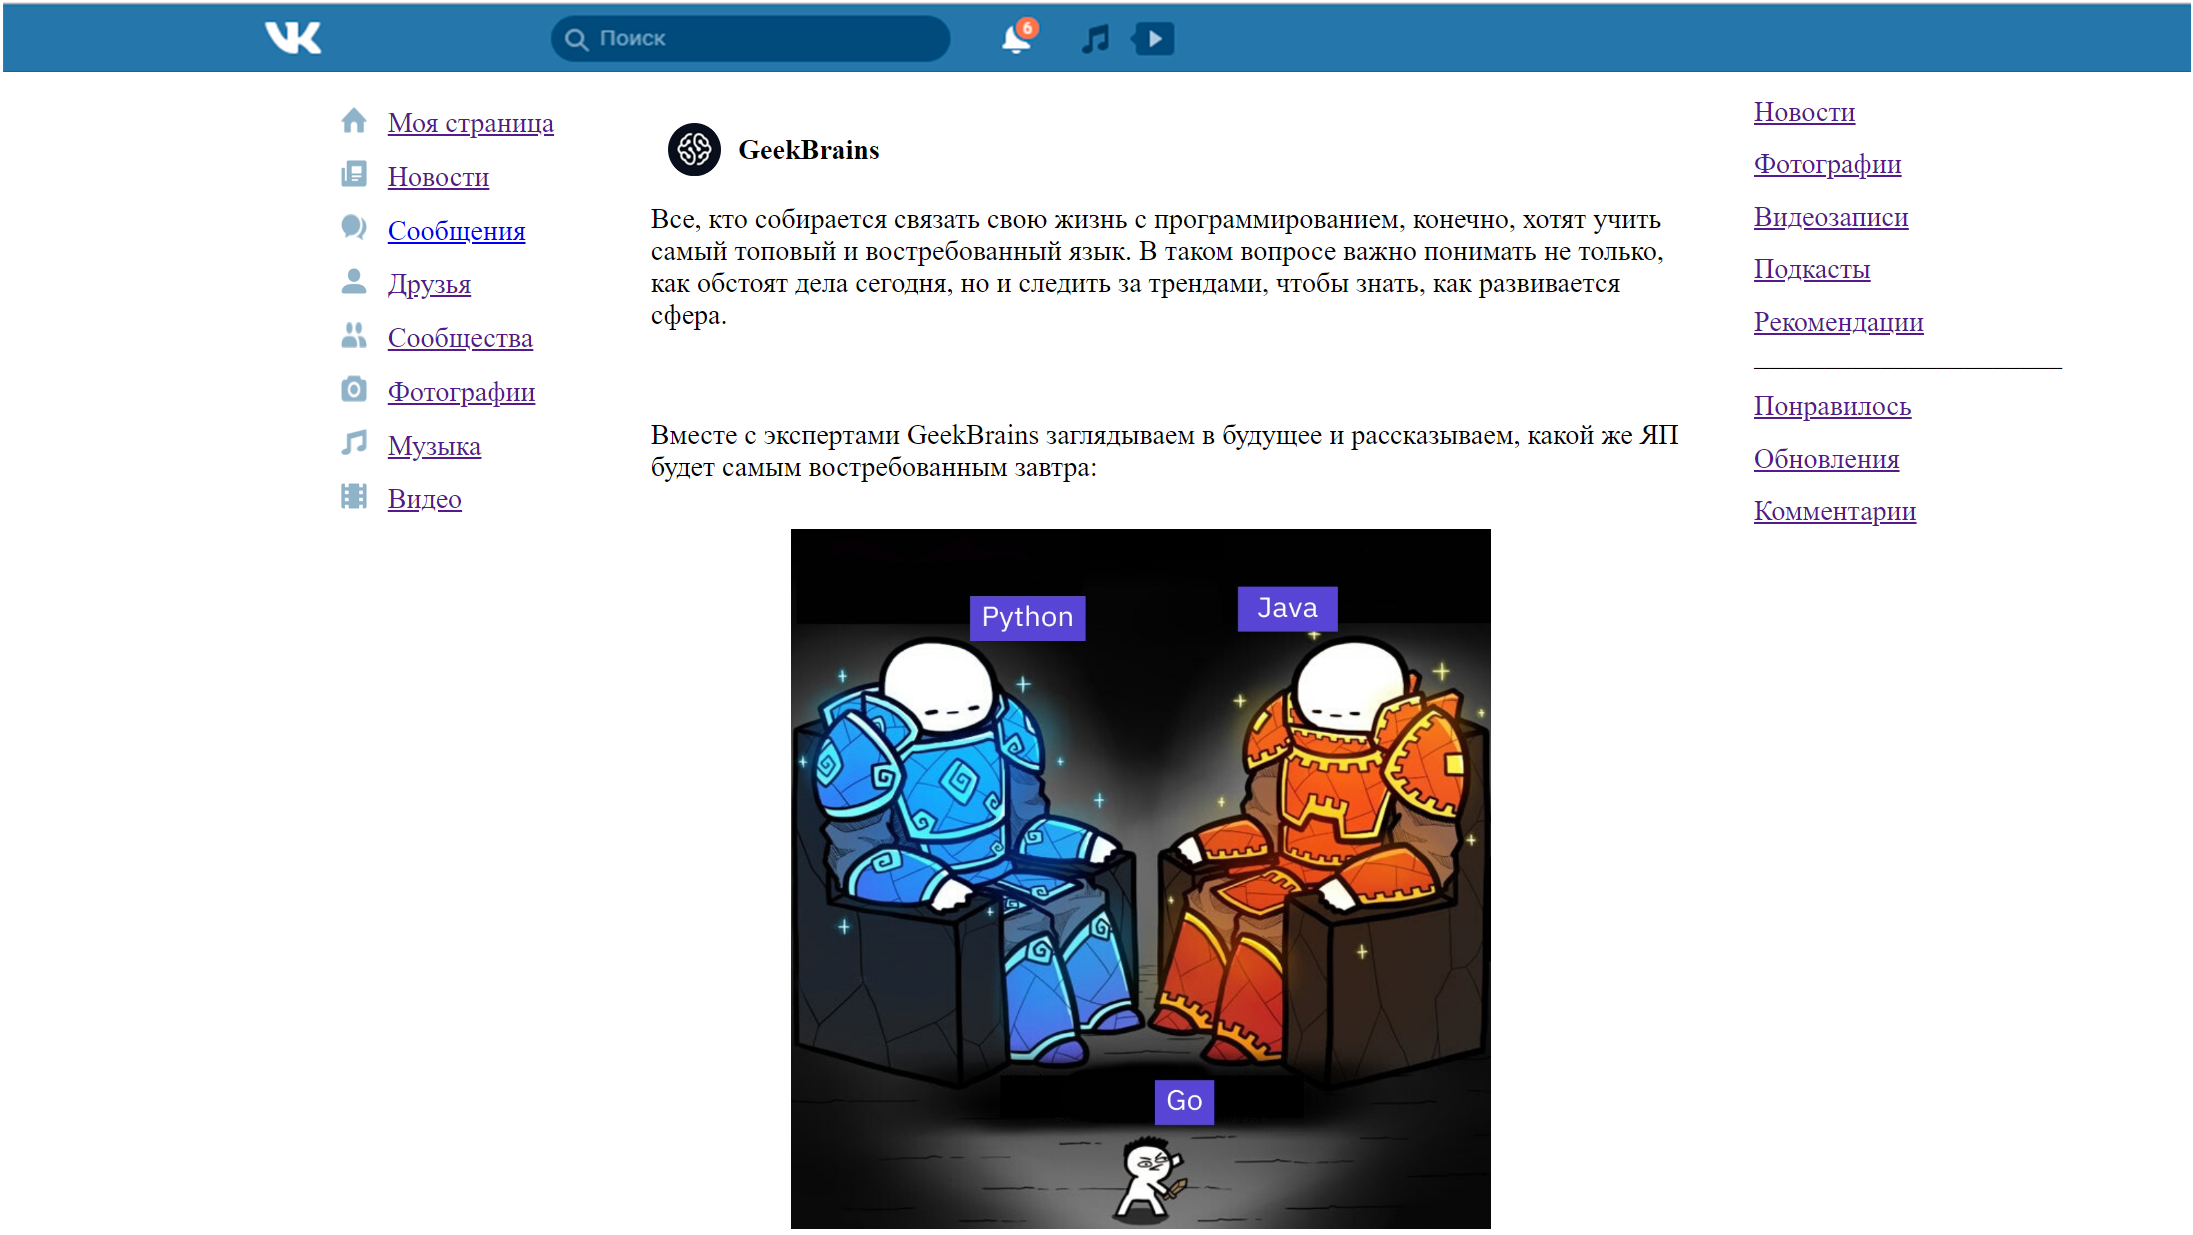 VK
Поиск
6
Моя страница
Новости
Сообщения
Друзья
Сообщества
Фотографии
Музыка
Видео
GeekBrains
Все, кто собирается связать свою жизнь с программированием, конечно, хотят учить
самый топовый и востребованный язык. В таком вопросе важно понимать не только,
как обстоят дела сегодня, но и следить за трендами, чтобы знать, как развивается
сфера.
Вместе с экспертами GeekBrains заглядываем в будущее и рассказываем, какой же ЯП
будет самым востребованным завтра:
Python
Java
Go
Новости
Фотографии
Видеозаписи
Подкасты
Рекомендации
Понравилось
Обновления
Комментарии